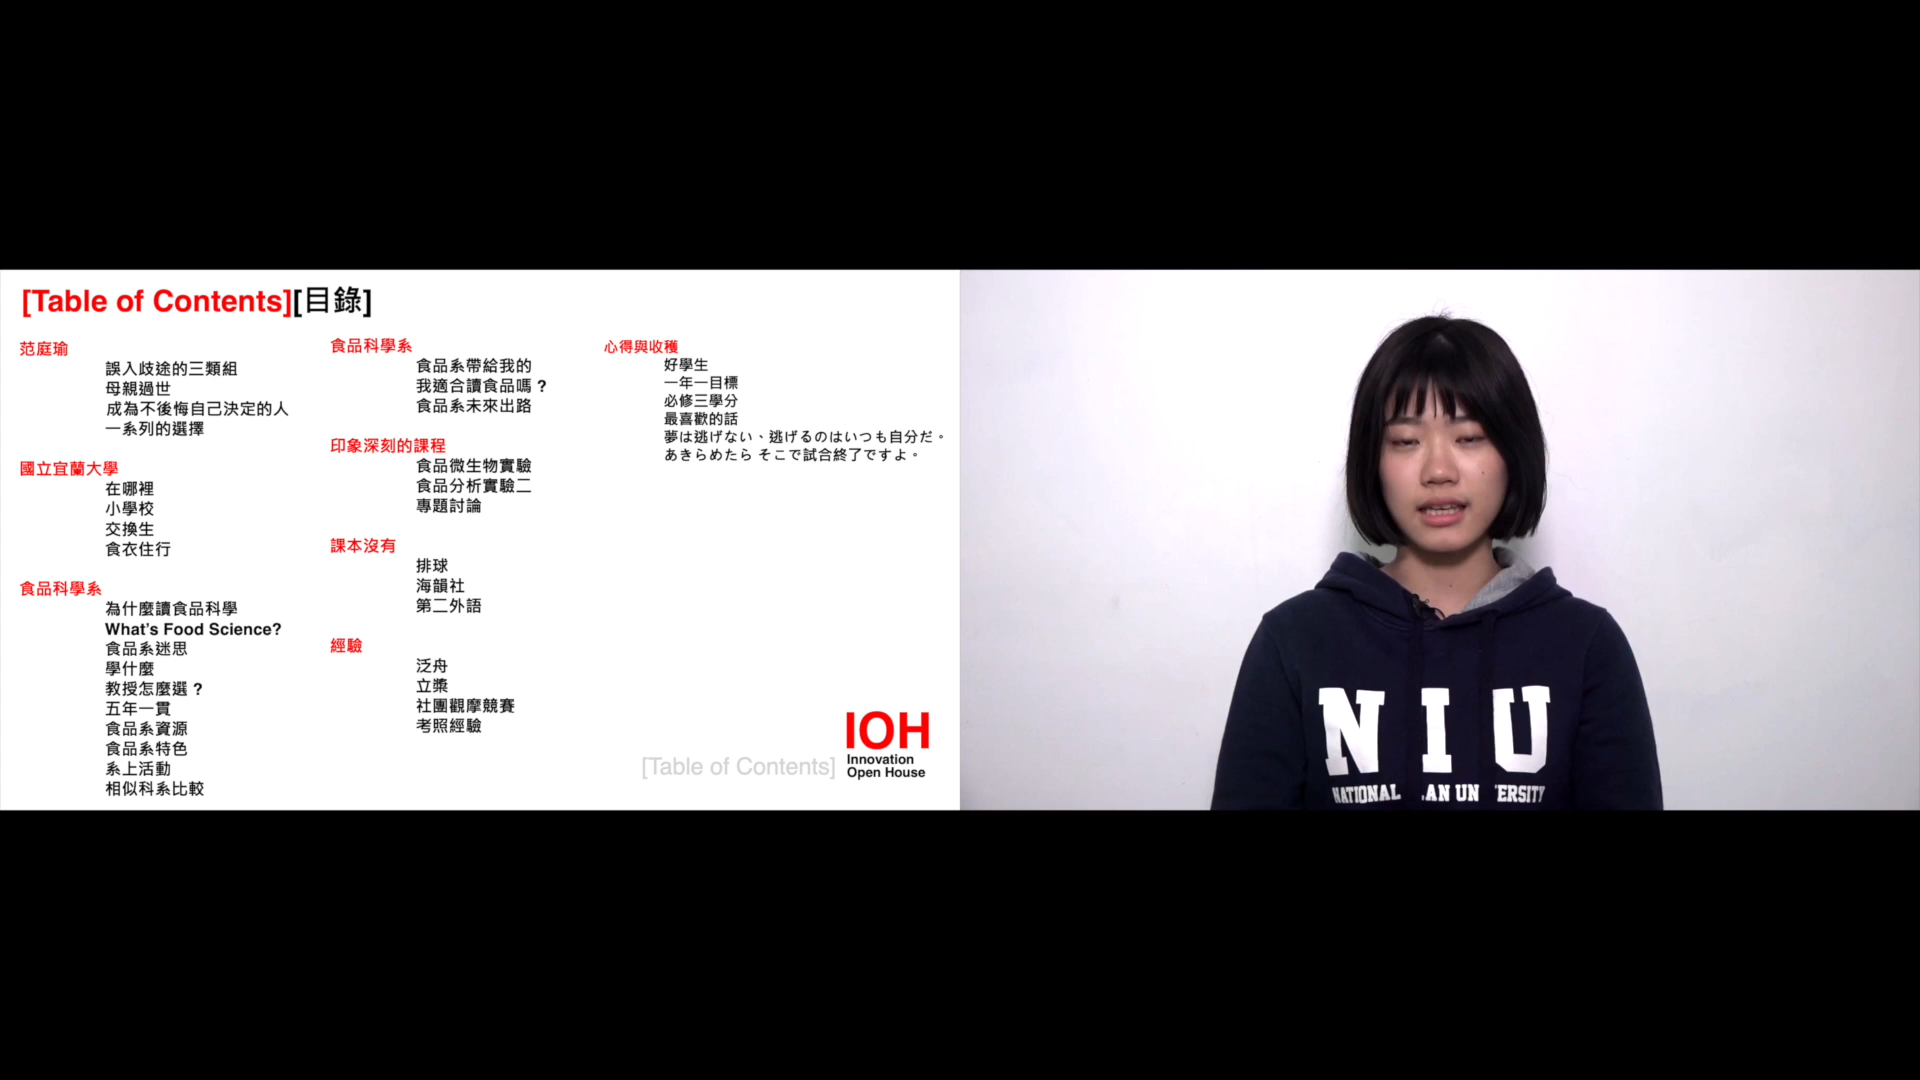 [Table of Contents][目錄]
范庭瑜
誤入歧途的三類組
母親過世
成為不後悔自己決定的人
一系列的選擇
國立宜蘭大學
在哪裡
小學校
交換生
食衣住行
食品科學系
為什麼讀食品科學
What's Food Science?
食品系迷思
學什麼
教授怎麼選？
五年一貫
食品系資源
食品系特色
系上活動
相似科系比較
食品科學系
食品系帶給我的
我適合讀食品嗎？
食品系未來出路
印象深刻的課程
食品微生物實驗
食品分析實驗二
專題討論
課本沒有
排球
海韻社
第二外語
經驗
泛舟
立槳
社團觀摩競賽
考照經驗
心得與收穫
好學生
一年一目標
必修三學分
最喜歡的話
夢は逃げない、逃げるのはいつも自分だ。
あきらめたら そこで試合終了ですよ。
[Table of Contents]
IOH
Innovation
Open House
NIU
NATIONAL AN UN ERSITY